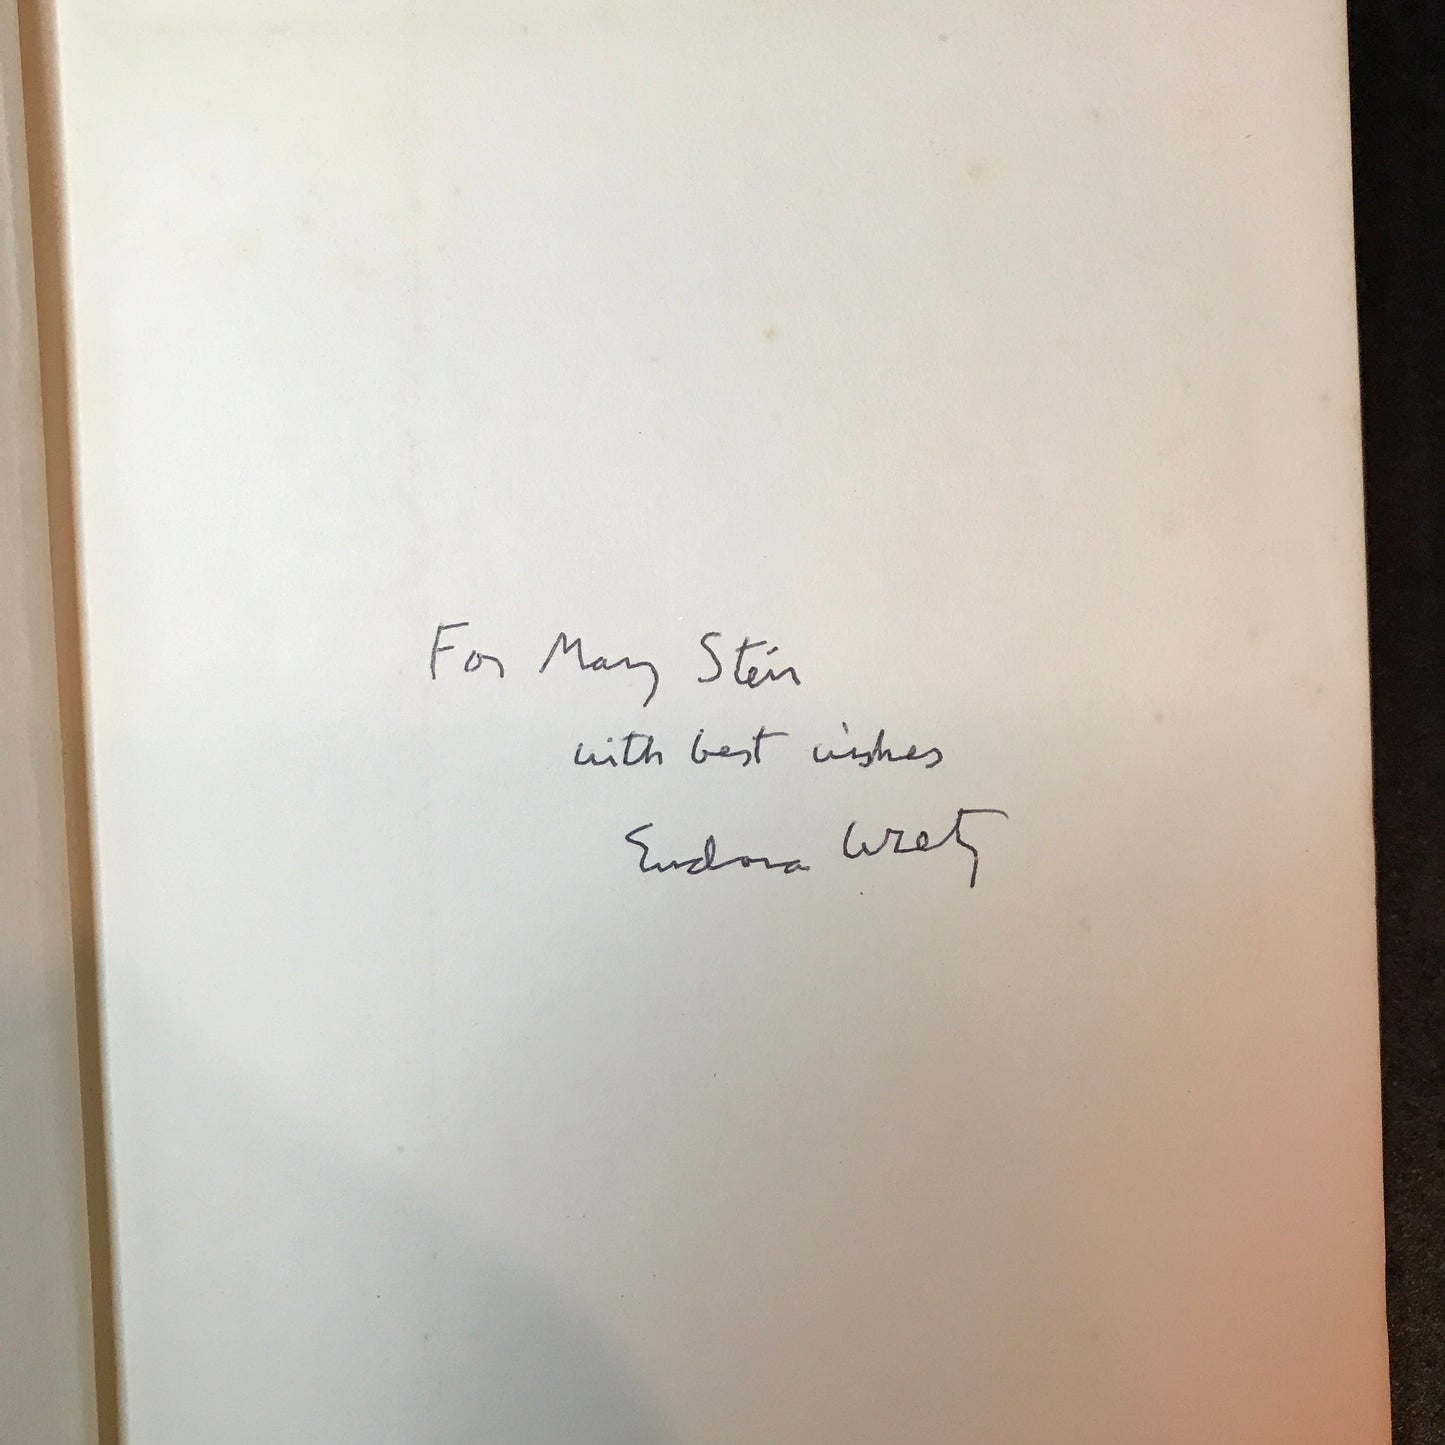 For Mary Stein
with best wishes
Eudora Welty